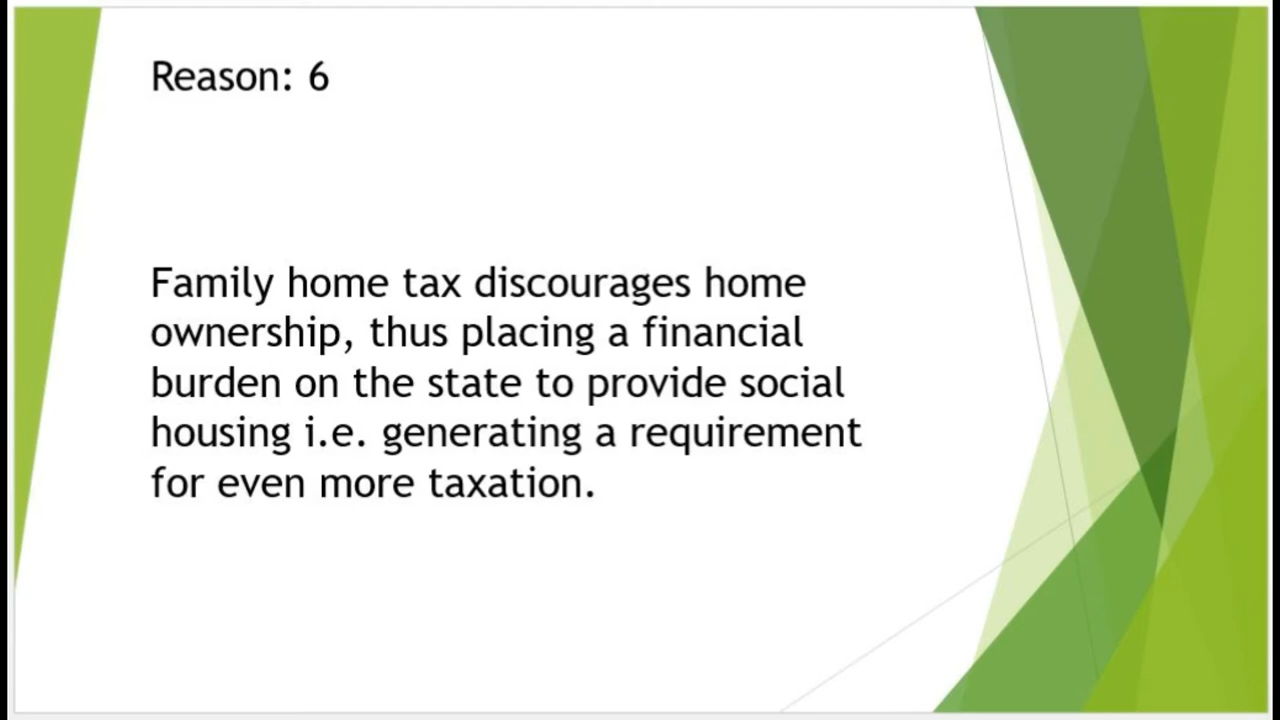 Reason: 6
Family home tax discourages home
ownership, thus placing a financial
burden on the state to provide social
housing i.e. generating a requirement
for even more taxation.